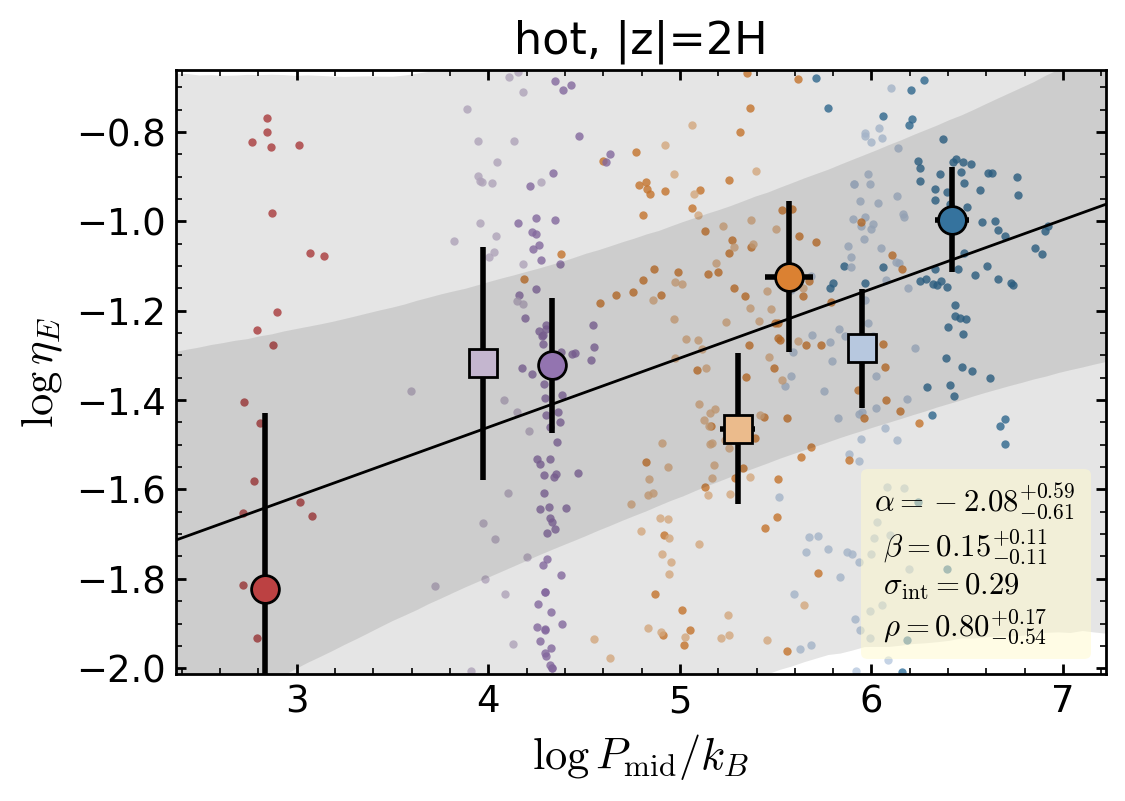 hot, |z|=2H
−0.8
−1.0
−1.2
−1.4
−1.6
−1.8
−2.0
log η_E
α = − 2.08^{+0.59}_{−0.61}
β = 0.15^{+0.11}_{−0.11}
σ_int = 0.29
ρ = 0.80^{+0.17}_{−0.54}
3 4 5 6 7
log P_mid/k_B